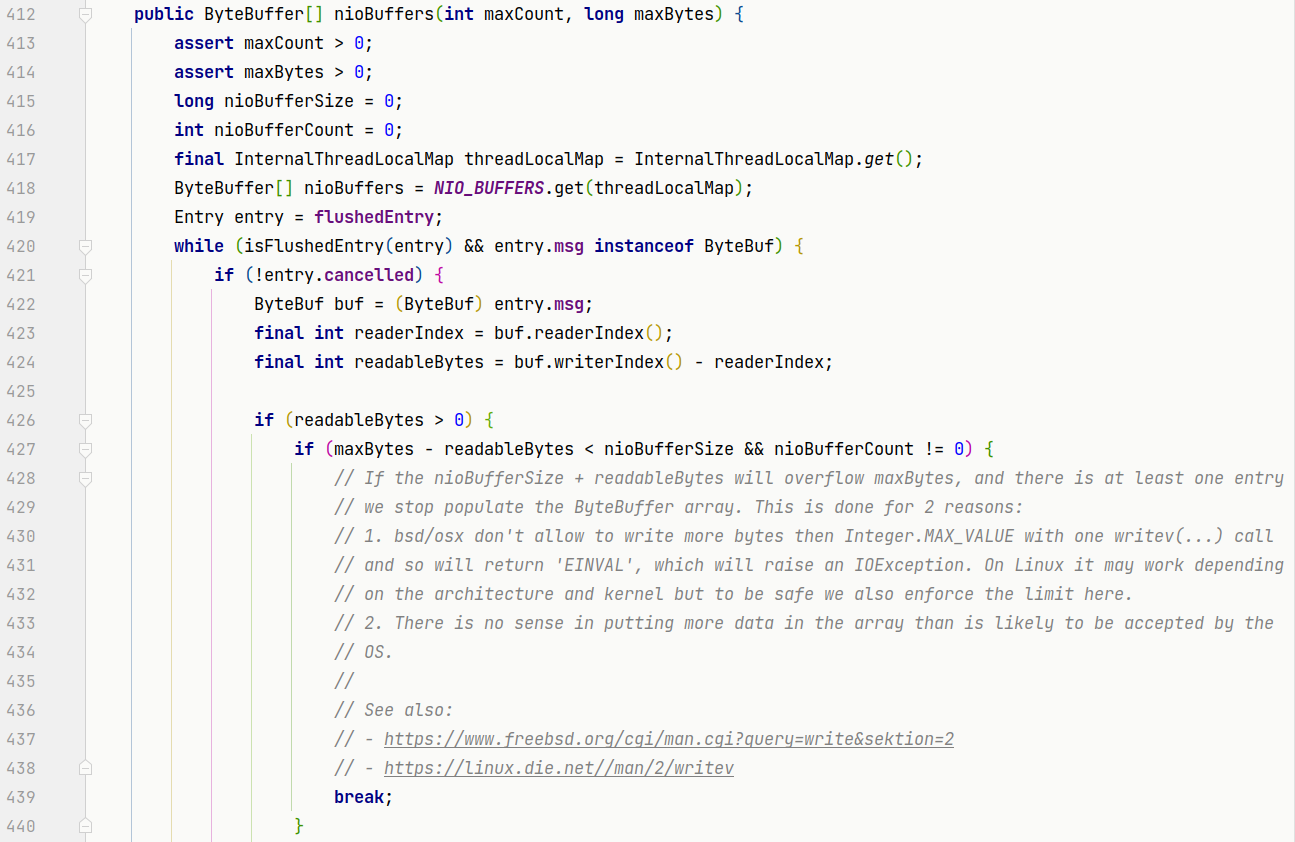 412 public ByteBuffer[] nioBuffers(int maxCount, long maxBytes) {
413 assert maxCount > 0;
414 assert maxBytes > 0;
415 long nioBufferSize = 0;
416 int nioBufferCount = 0;
417 final InternalThreadLocalMap threadLocalMap = InternalThreadLocalMap.get();
418 ByteBuffer[] nioBuffers = NIO_BUFFERS.get(threadLocalMap);
419 Entry entry = flushedEntry;
420 while (isFlushedEntry(entry) && entry.msg instanceof ByteBuf) {
421 if (!entry.cancelled) {
422 ByteBuf buf = (ByteBuf) entry.msg;
423 final int readerIndex = buf.readerIndex();
424 final int readableBytes = buf.writerIndex() - readerIndex;
425
426 if (readableBytes > 0) {
427 if (maxBytes - readableBytes < nioBufferSize && nioBufferCount != 0) {
428 // If the nioBufferSize + readableBytes will overflow maxBytes, and there is at least one entry
429 // we stop populate the ByteBuffer array. This is done for 2 reasons:
430 // 1. bsd/osx don't allow to write more bytes then Integer.MAX_VALUE with one writev(...) call
431 // and so will return 'EINVAL', which will raise an IOException. On Linux it may work depending
432 // on the architecture and kernel but to be safe we also enforce the limit here.
433 // 2. There is no sense in putting more data in the array than is likely to be accepted by the
434 // OS.
435 //
436 // See also:
437 // - https://www.freebsd.org/cgi/man.cgi?query=write&sektion=2
438 // - https://linux.die.net//man/2/writev
439 break;
440 }